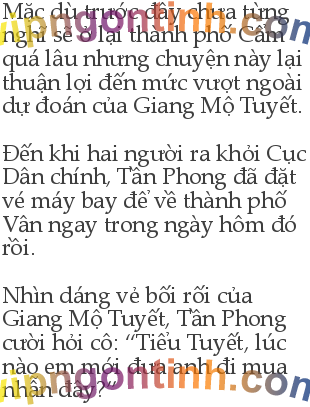 Mặc dù trước đây chưa từng
nghĩ sẽ ở lại thành phố Cẩm
quá lâu nhưng chuyện này lại
thuận lợi đến mức vượt ngoài
dự đoán của Giang Mộ Tuyết.
Đến khi hai người ra khỏi Cục
Dân chính, Tần Phong đã đặt
vé máy bay để về thành phố
Vân ngay trong ngày hôm đó
rồi.
Nhìn dáng vẻ bối rối của
Giang Mộ Tuyết, Tần Phong
cười hỏi cô: “Tiểu Tuyết, lúc
nào em mới đưa anh đi mua
nhẫn đây?”
vipngontinh.com